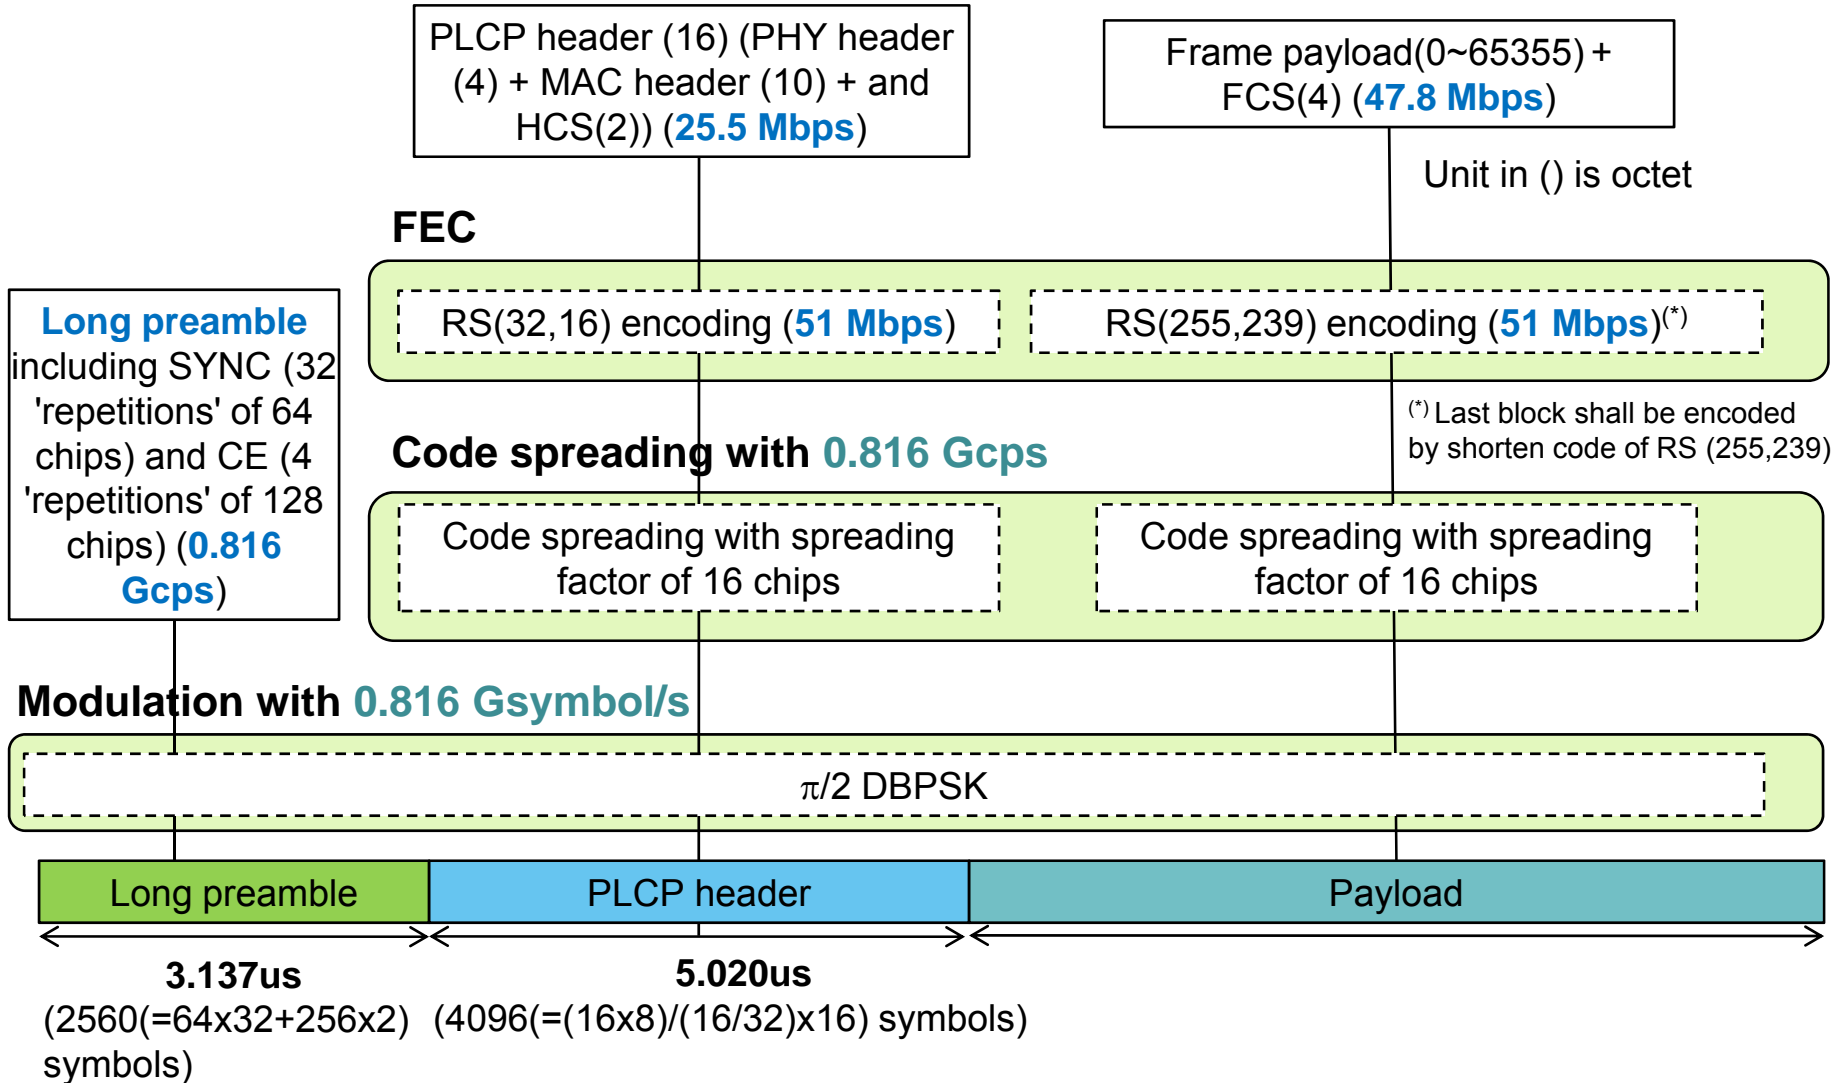 PLCP header (16) (PHY header
(4) + MAC header (10) + and
HCS(2)) (25.5 Mbps)
Frame payload(0~65355) +
FCS(4) (47.8 Mbps)
Unit in () is octet
FEC
RS(32,16) encoding (51 Mbps)
RS(255,239) encoding (51 Mbps)(*)
(*) Last block shall be encoded
by shorten code of RS (255,239)
Long preamble
including SYNC (32
'repetitions' of 64
chips) and CE (4
'repetitions' of 128
chips) (0.816
Gcps)
Code spreading with 0.816 Gcps
Code spreading with spreading
factor of 16 chips
Code spreading with spreading
factor of 16 chips
Modulation with 0.816 Gsymbol/s
π/2 DBPSK
Long preamble
PLCP header
Payload
3.137us
(2560(=64x32+256x2)
symbols)
5.020us
(4096(=(16x8)/(16/32)x16) symbols)